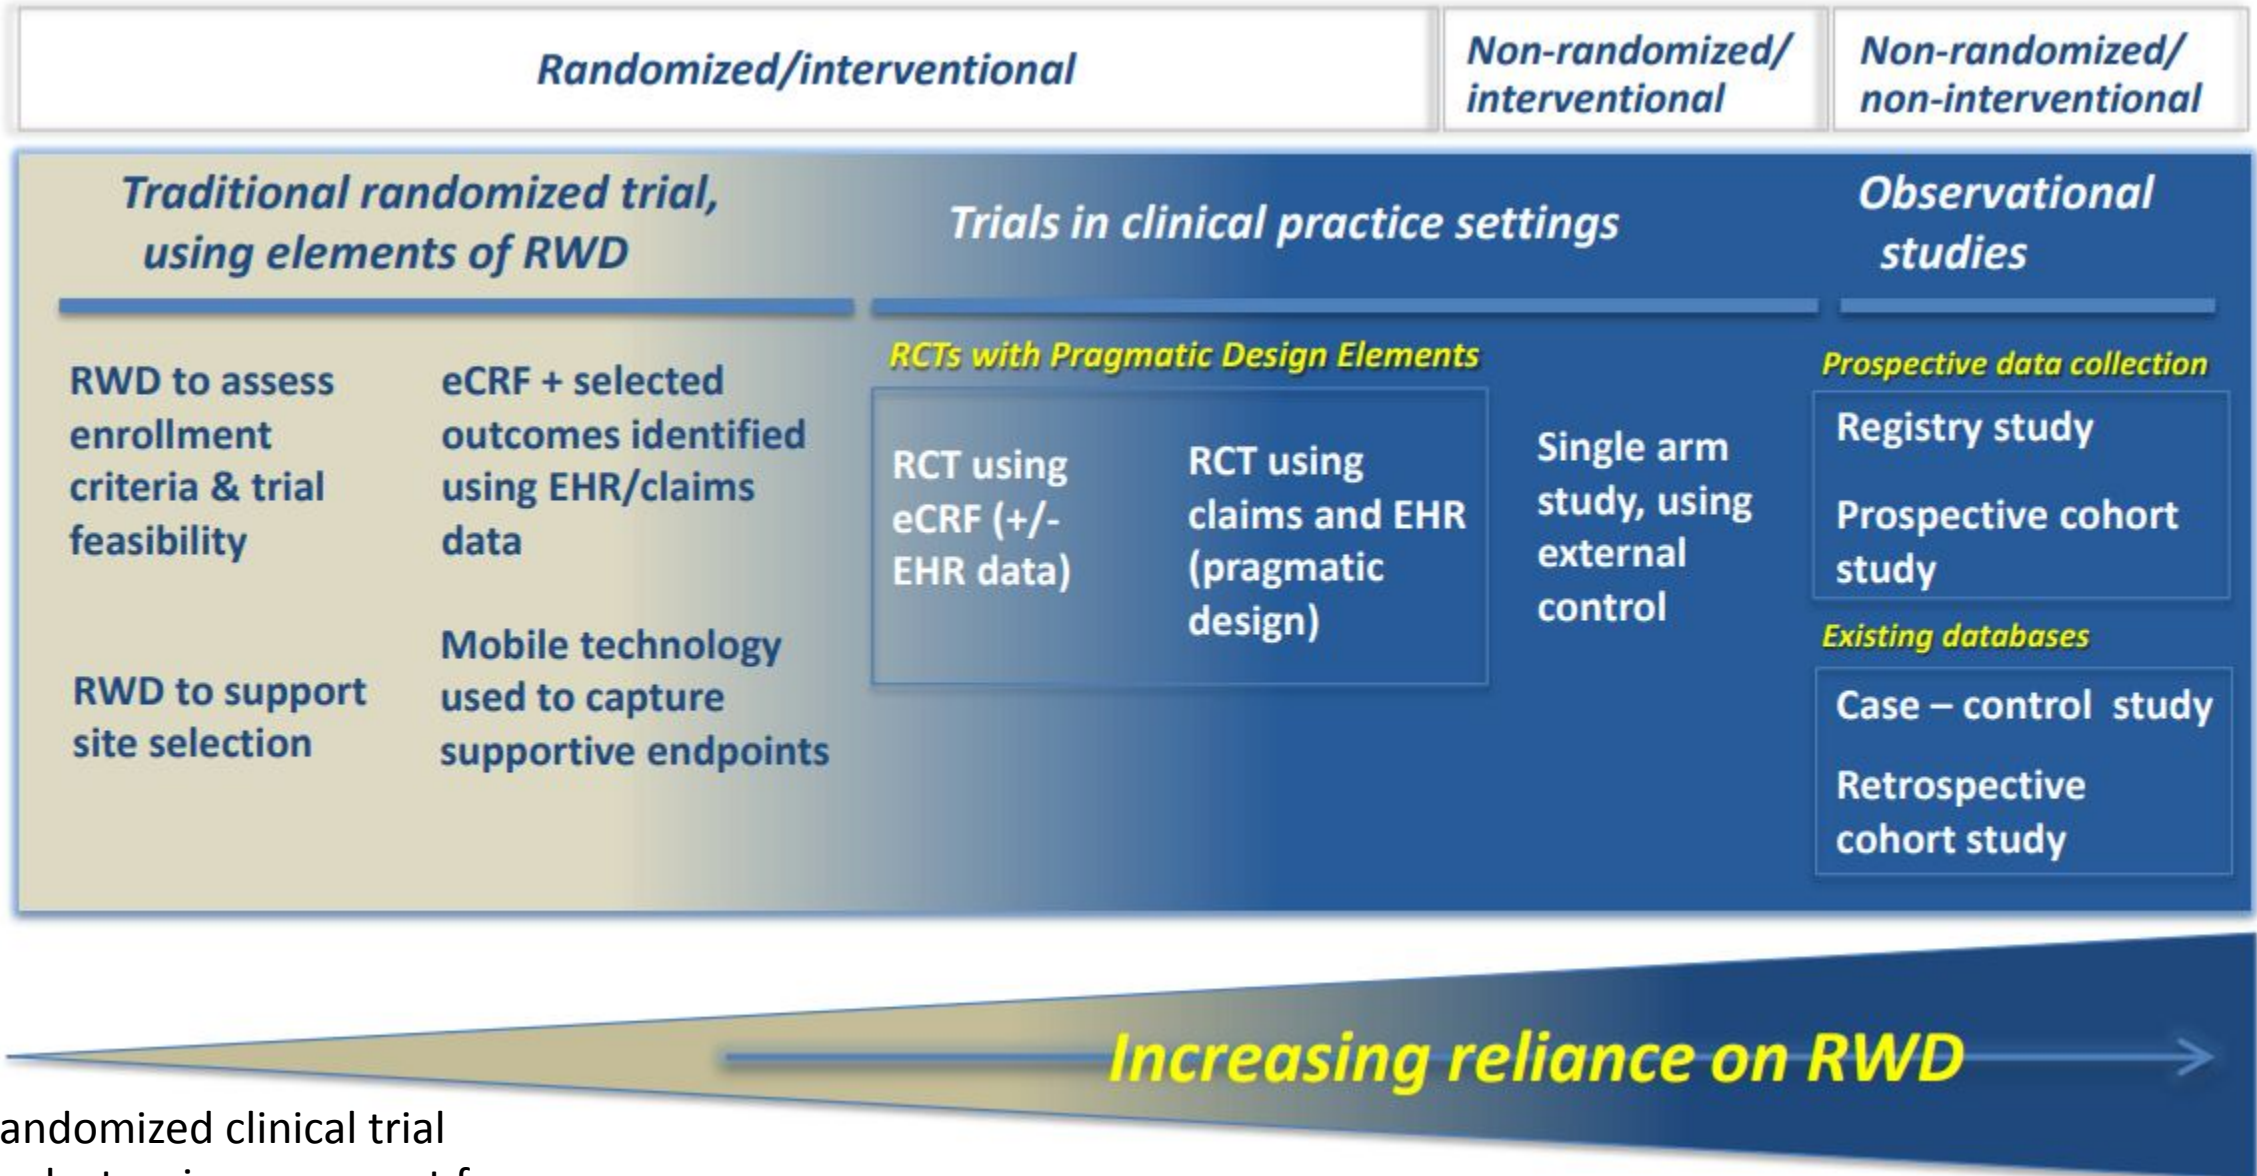 Randomized/interventional
Non-randomized/
interventional
Non-randomized/
non-interventional
Traditional randomized trial,
using elements of RWD
Trials in clinical practice settings
Observational
studies
RWD to assess
enrollment
criteria & trial
feasibility
RWD to support
site selection
eCRF + selected
outcomes identified
using EHR/claims
data
Mobile technology
used to capture
supportive endpoints
RCTs with Pragmatic Design Elements
RCT using
eCRF (+/-
EHR data)
RCT using
claims and EHR
(pragmatic
design)
Single arm
study, using
external
control
Prospective data collection
Registry study
Prospective cohort
study
Existing databases
Case – control study
Retrospective
cohort study
Increasing reliance on RWD
andomized clinical trial